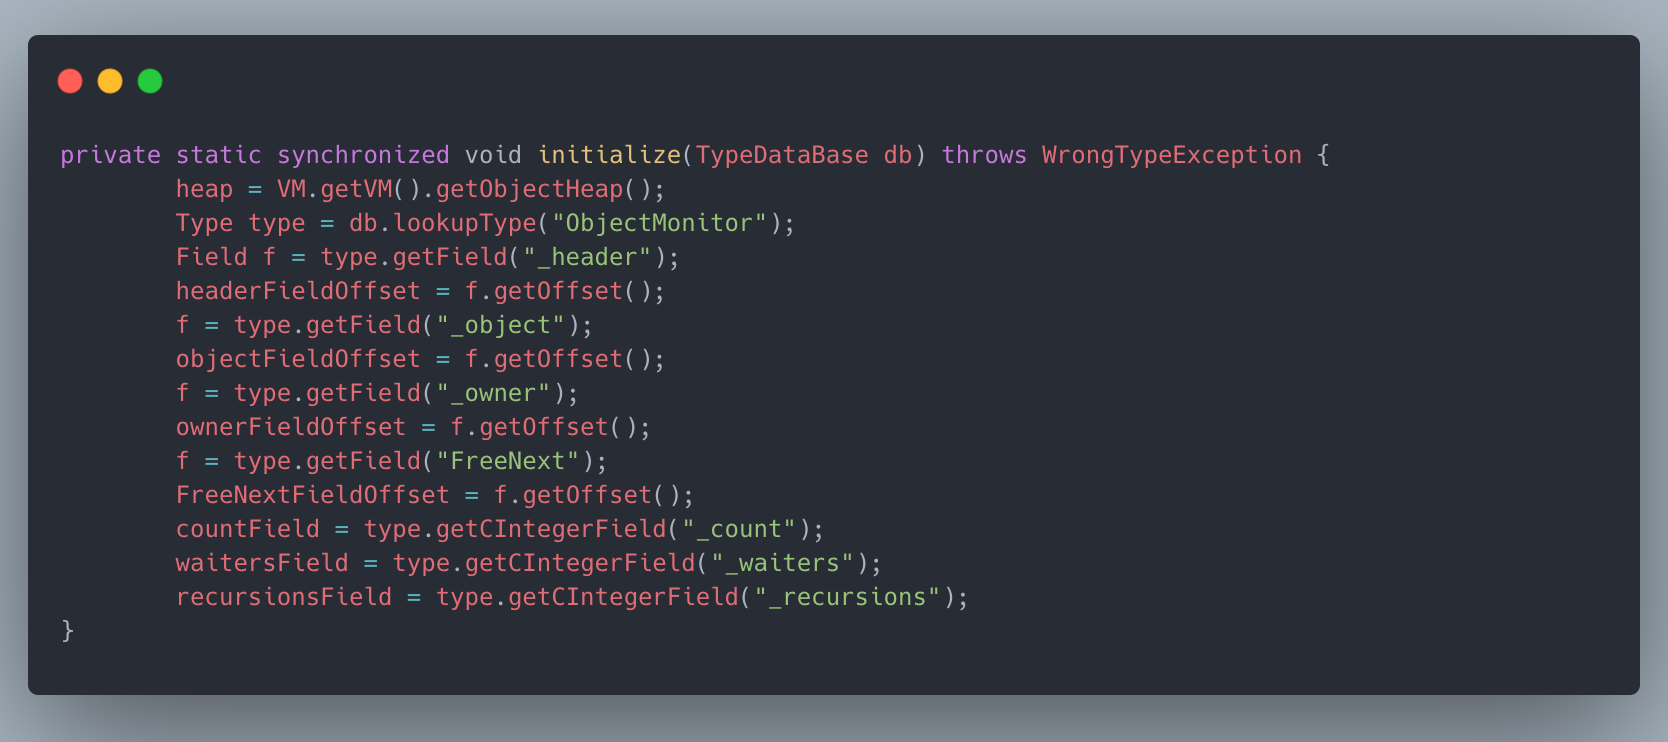 private static synchronized void initialize(TypeDataBase db) throws WrongTypeException {
        heap = VM.getVM().getObjectHeap();
        Type type = db.lookupType("ObjectMonitor");
        Field f = type.getField("_header");
        headerFieldOffset = f.getOffset();
        f = type.getField("_object");
        objectFieldOffset = f.getOffset();
        f = type.getField("_owner");
        ownerFieldOffset = f.getOffset();
        f = type.getField("FreeNext");
        FreeNextFieldOffset = f.getOffset();
        countField = type.getCIntegerField("_count");
        waitersField = type.getCIntegerField("_waiters");
        recursionsField = type.getCIntegerField("_recursions");
}